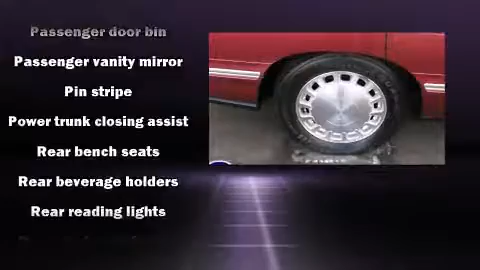 Passenger door bin
Passenger vanity mirror
Pin stripe
Power trunk closing assist
Rear bench seats
Rear beverage holders
Rear reading lights